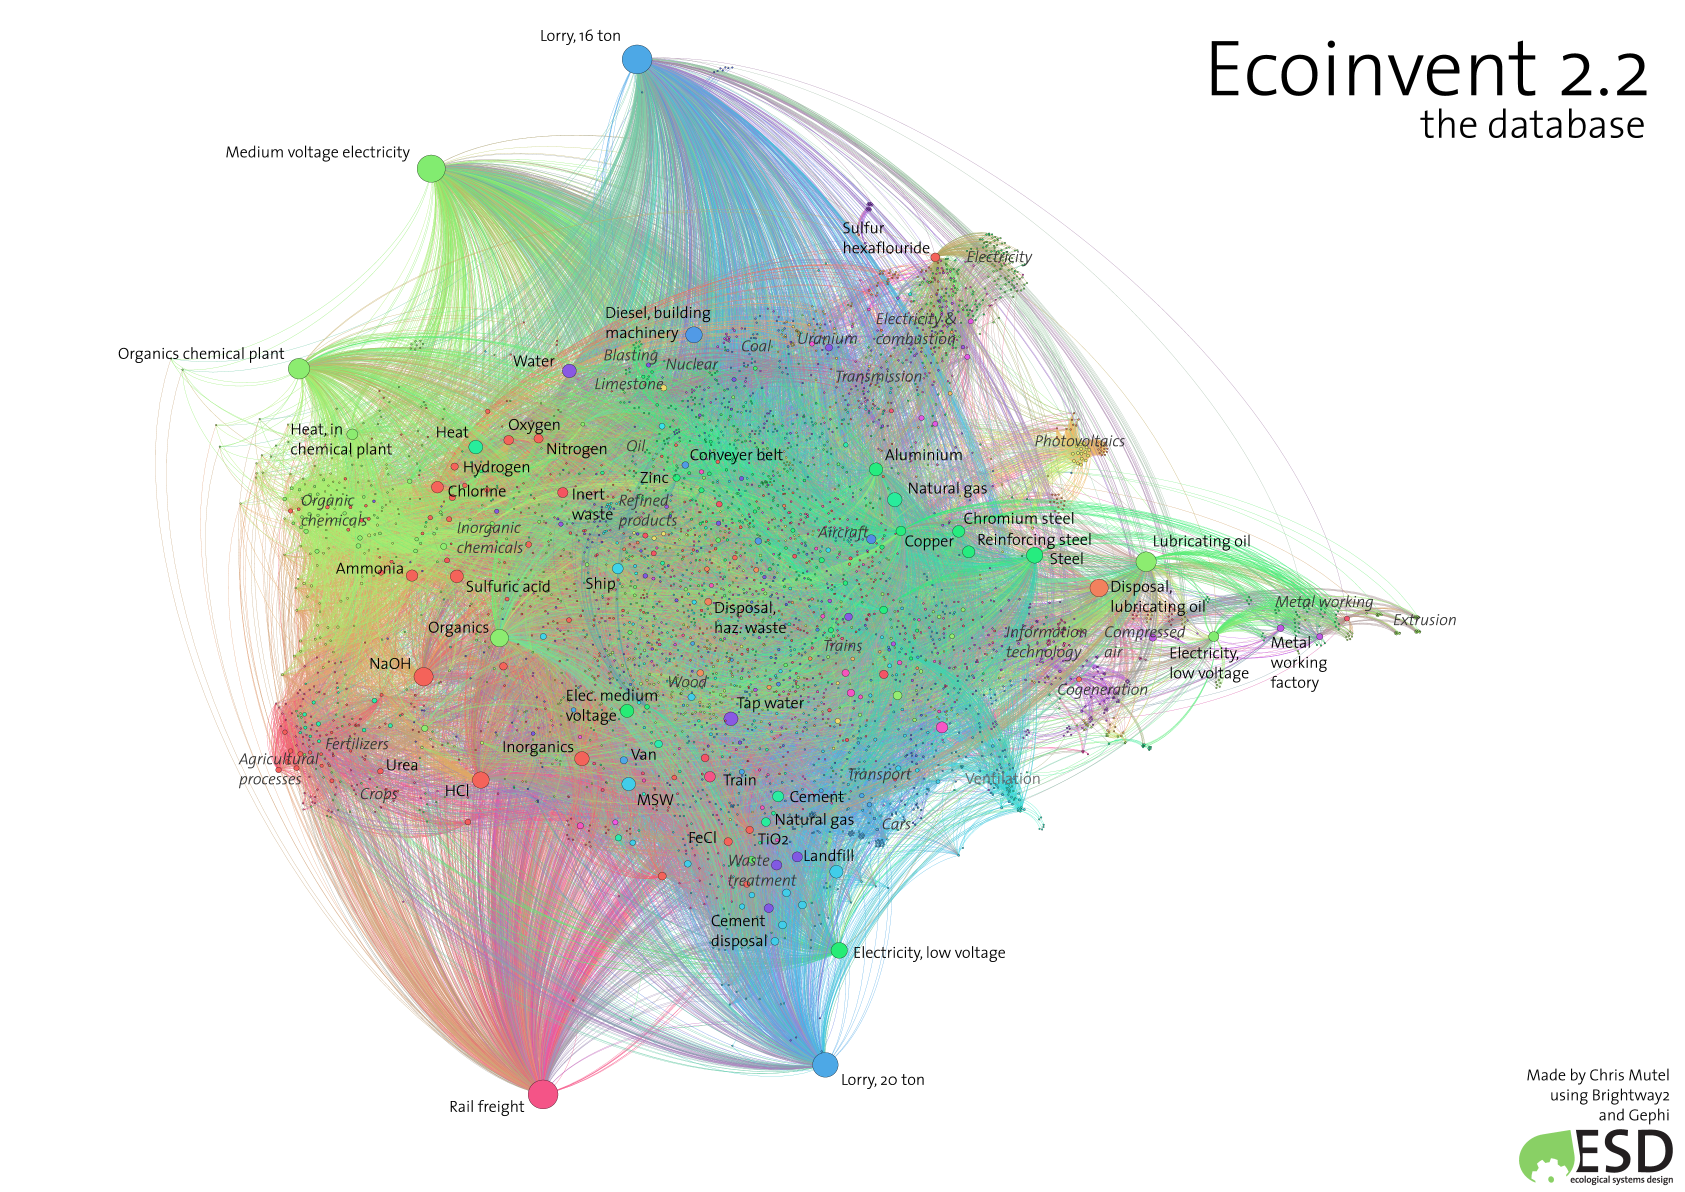 Ecoinvent 2.2
the database
Lorry, 16 ton
Medium voltage electricity
Sulfur
hexaflouride
Electricity
Diesel, building
machinery
Electricity &
combustion
Organics chemical plant
Water
Blasting
Nuclear
Coal
Uranium
Limestone
Transmission
Heat, in
chemical plant
Heat
Oxygen
Nitrogen
Oil
Conveyer belt
Aluminium
Photovoltaics
Hydrogen
Zinc
Chlorine
Inert
waste
Refined
products
Natural gas
Organic
chemicals
Inorganic
chemicals
Aircraft
Copper
Chromium steel
Reinforcing steel
Steel
Lubricating oil
Ammonia
Sulfuric acid
Ship
Disposal,
lubricating oil
Disposal,
haz. waste
Metal working
Extrusion
Organics
Trains
Information
technology
Compressed
air
Electricity,
low voltage
Metal
working
factory
NaOH
Wood
Cogeneration
Elec. medium
voltage
Tap water
Fertilizers
Inorganics
Van
Agricultural
processes
Urea
Crops
HCl
MSW
Train
Transport
Ventilation
Cement
Natural gas
FeCl
TiO2
Cars
Waste
treatment
Landfill
Cement
disposal
Electricity, low voltage
Lorry, 20 ton
Rail freight
Made by Chris Mutel
using Brightway2
and Gephi
ESD
ecological systems design